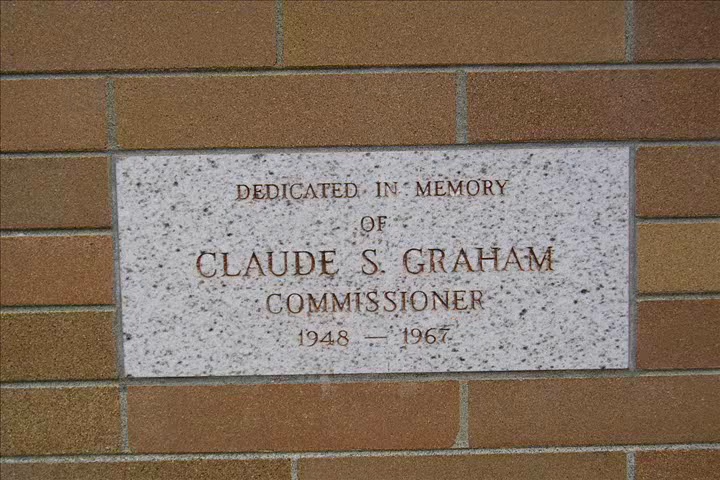 DEDICATED IN MEMORY
OF
CLAUDE S. GRAHAM
COMMISSIONER
1948 — 1967